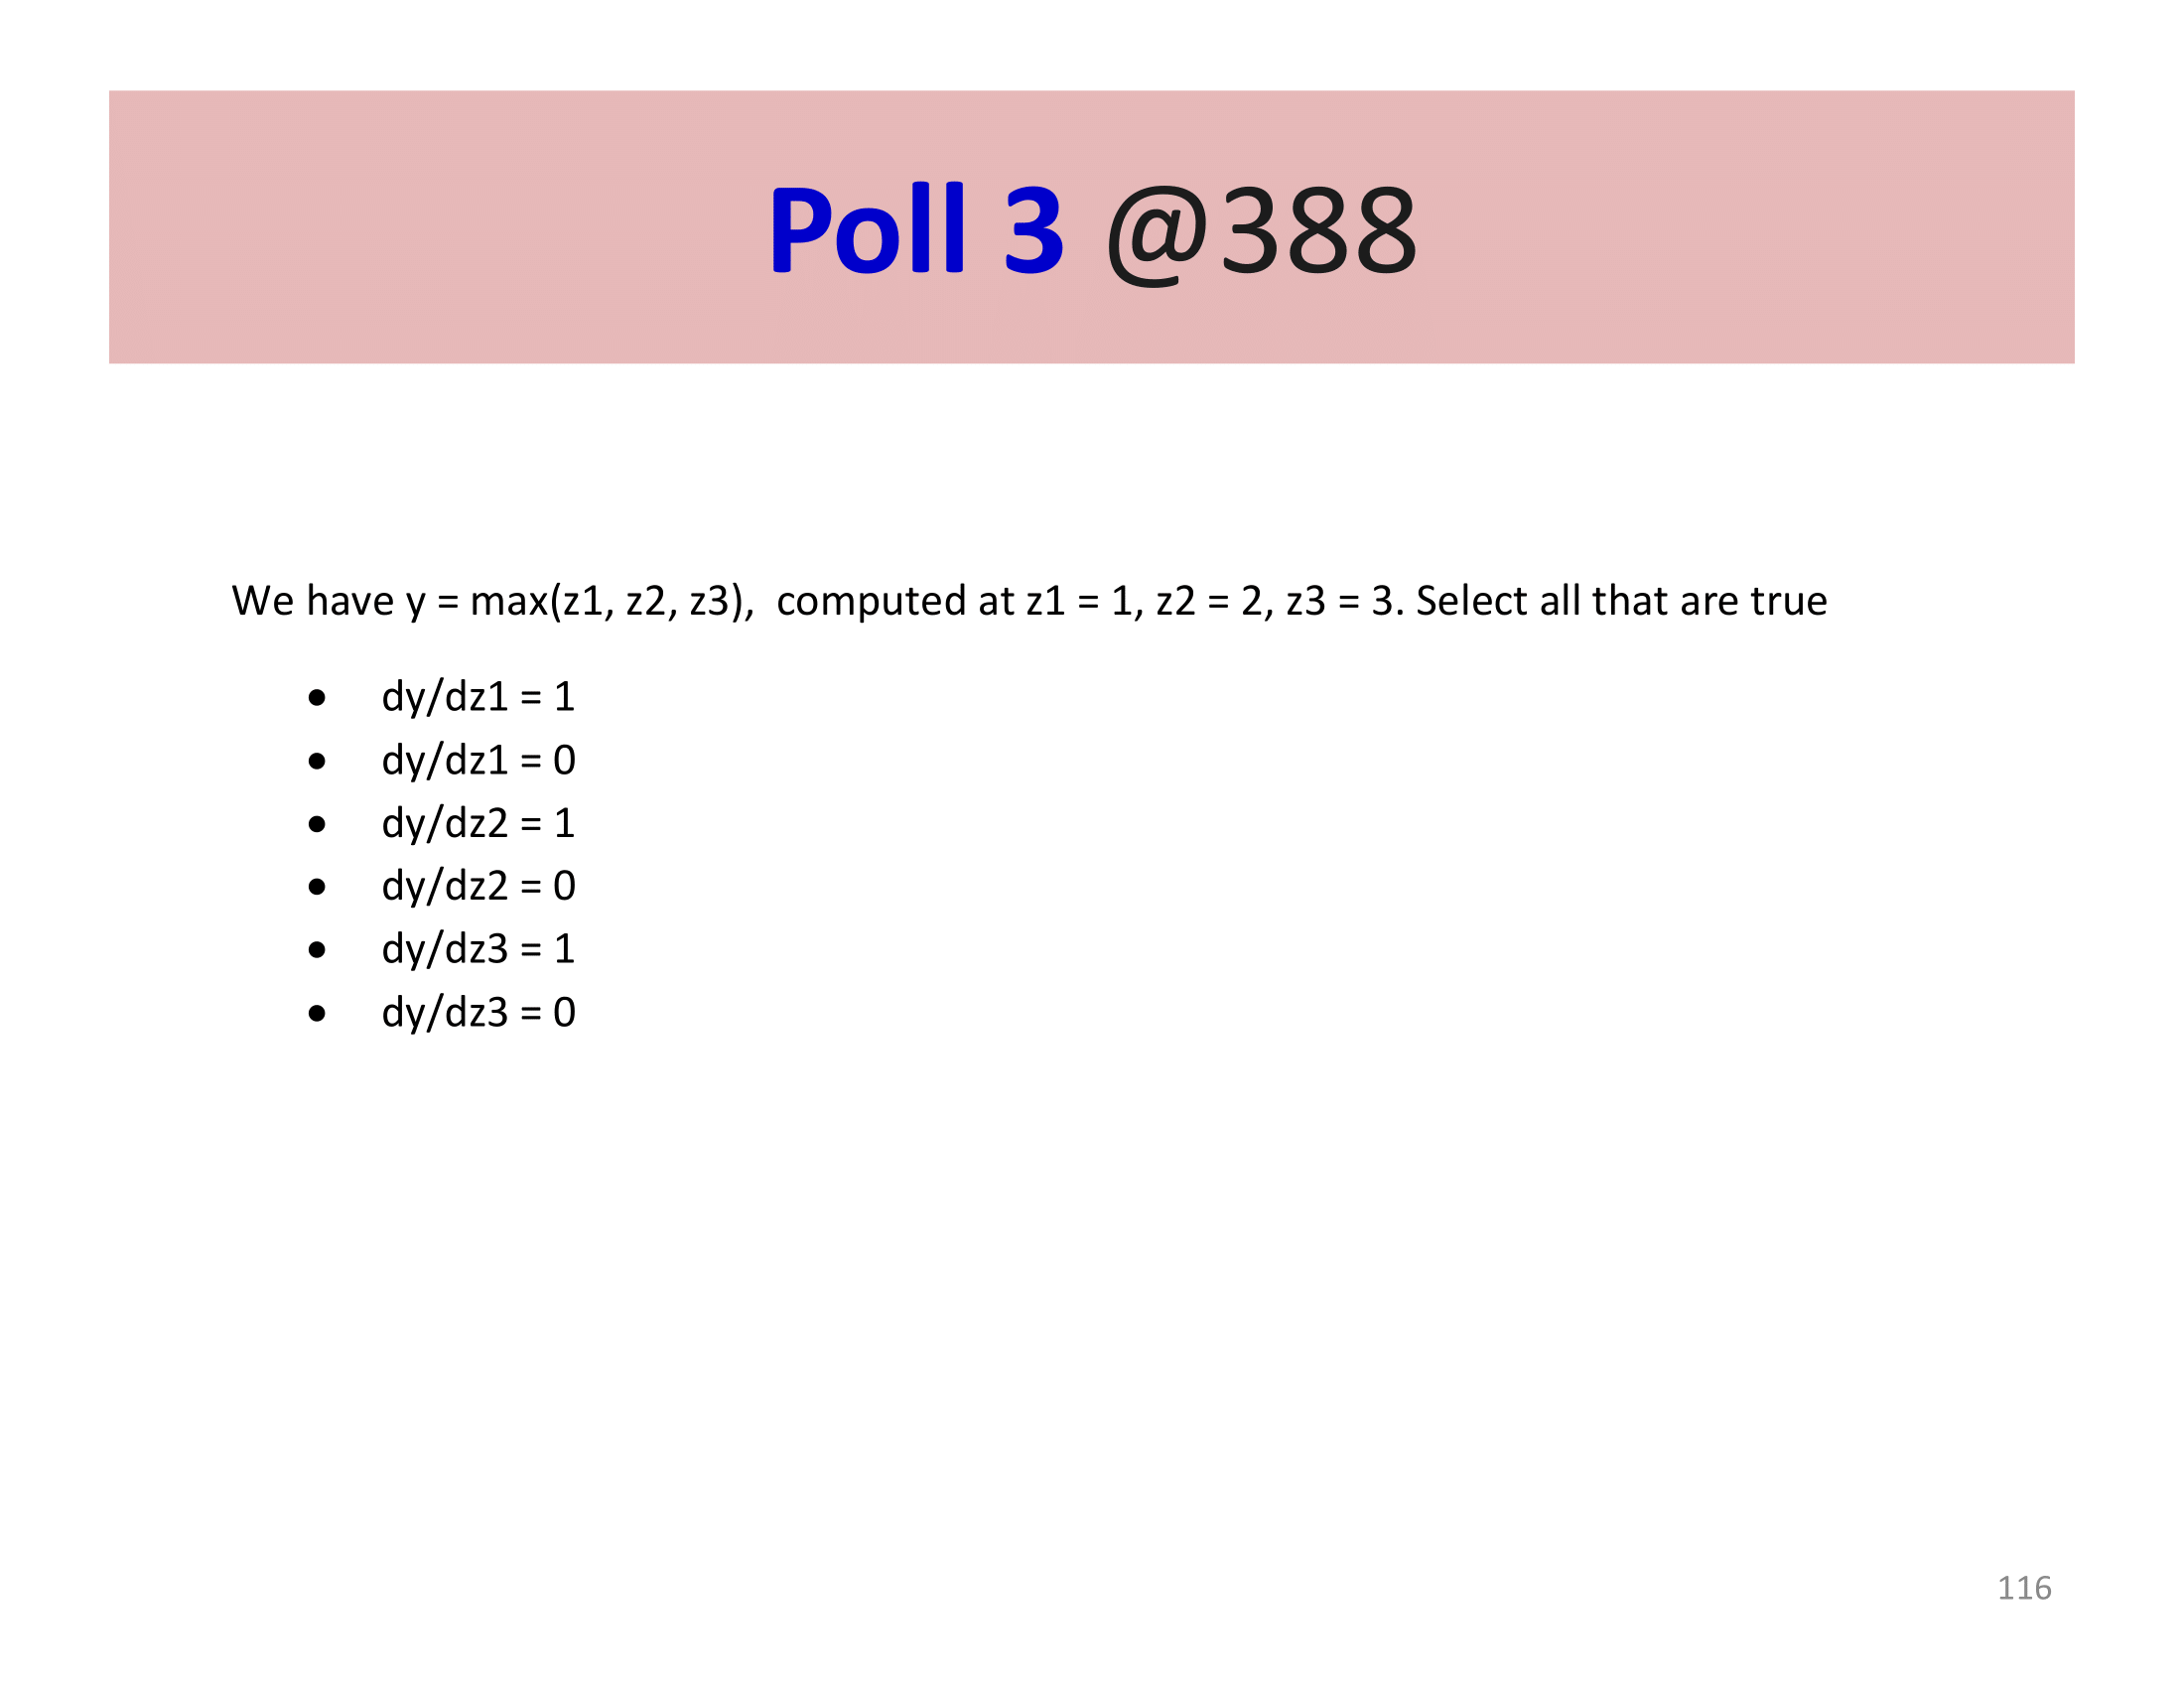 Poll 3 @388
We have y = max(z1, z2, z3),  computed at z1 = 1, z2 = 2, z3 = 3. Select all that are true
● dy/dz1 = 1
● dy/dz1 = 0
● dy/dz2 = 1
● dy/dz2 = 0
● dy/dz3 = 1
● dy/dz3 = 0
116